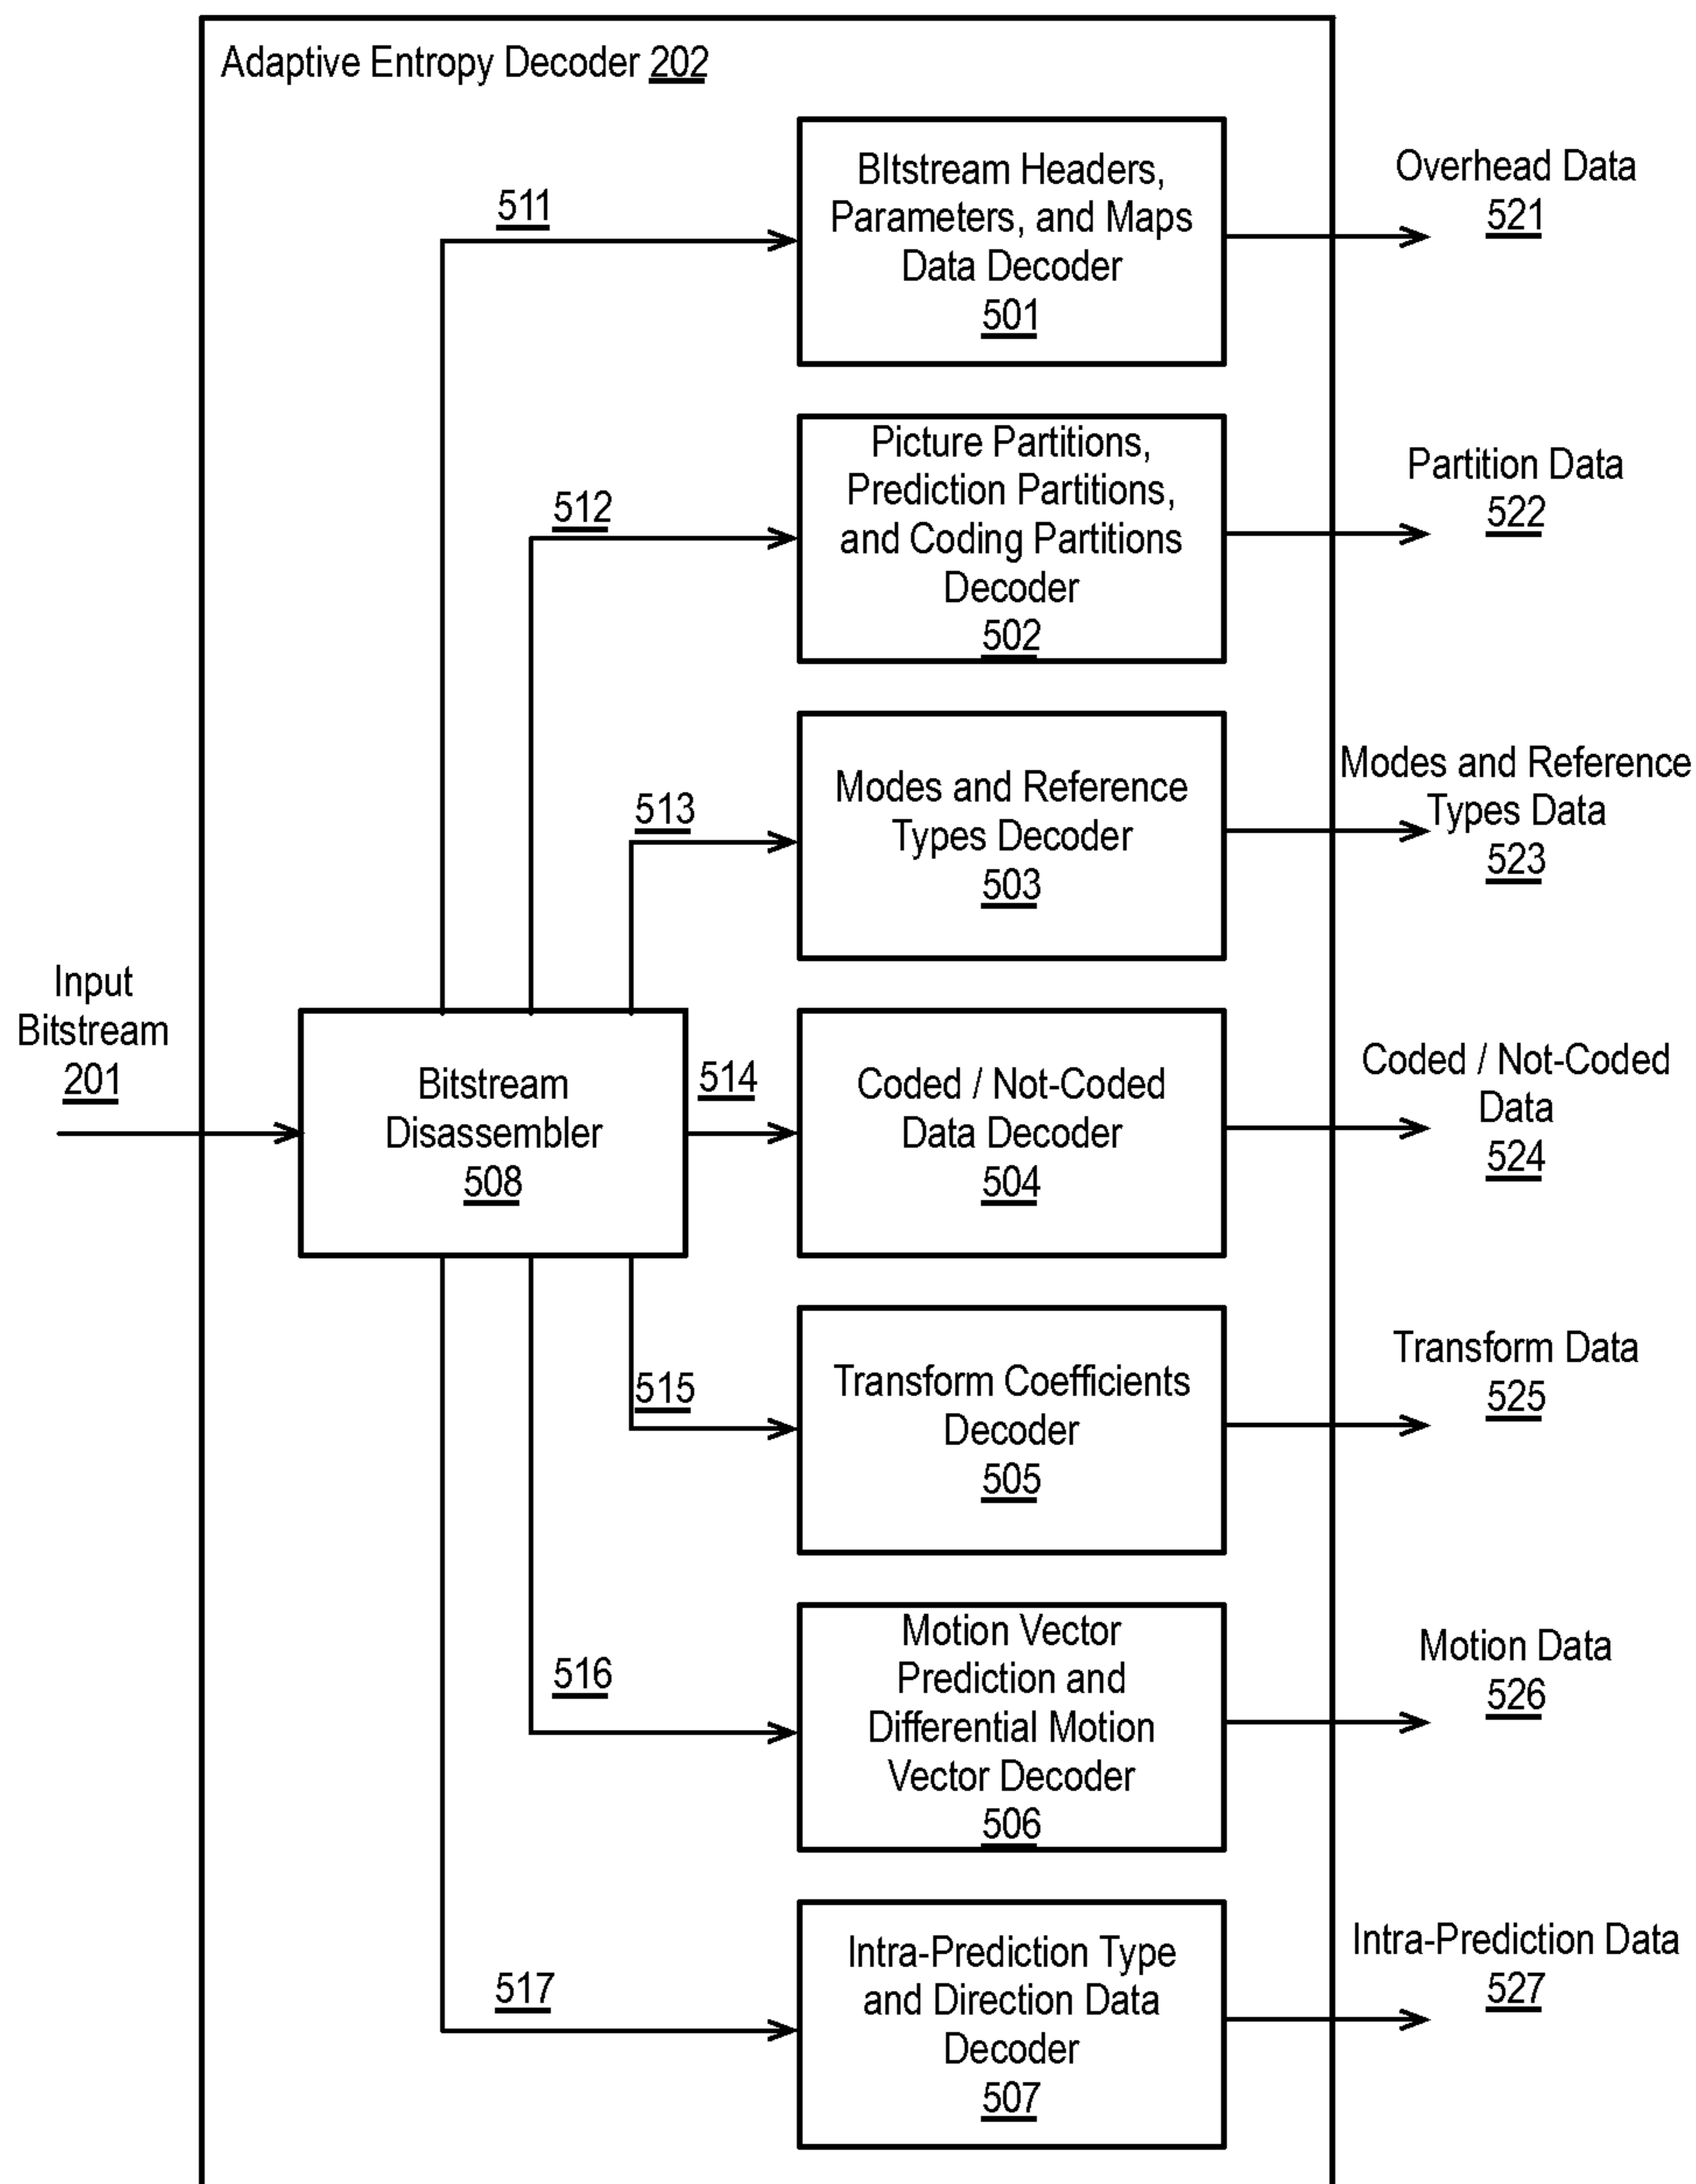 Adaptive Entropy Decoder 202
BItstream Headers,
Parameters, and Maps
Data Decoder
501
511
Overhead Data
521
Picture Partitions,
Prediction Partitions,
and Coding Partitions
Decoder
502
512
Partition Data
522
Modes and Reference
Types Decoder
503
513
Modes and Reference
Types Data
523
Input
Bitstream
201
Bitstream
Disassembler
508
514
Coded / Not-Coded
Data Decoder
504
Coded / Not-Coded
Data
524
515
Transform Coefficients
Decoder
505
Transform Data
525
516
Motion Vector
Prediction and
Differential Motion
Vector Decoder
506
Motion Data
526
517
Intra-Prediction Type
and Direction Data
Decoder
507
Intra-Prediction Data
527